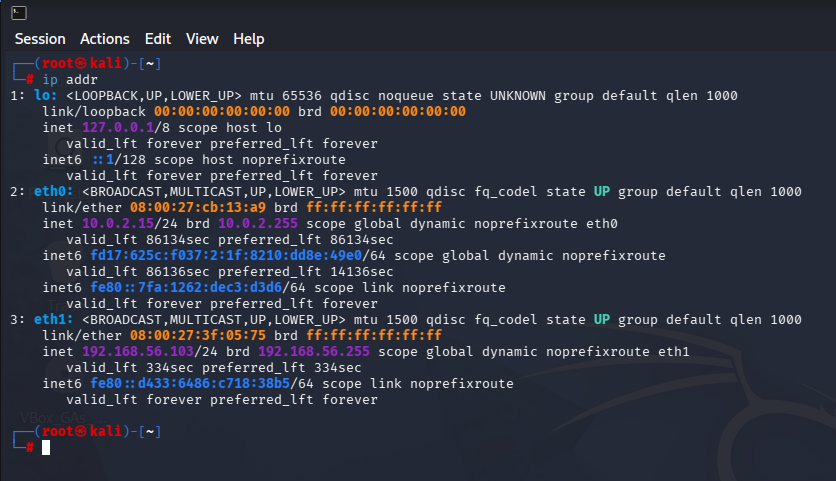 Session Actions Edit View Help
┌──(root㉿kali)-[~]
└─# ip addr
1: lo: <LOOPBACK,UP,LOWER_UP> mtu 65536 qdisc noqueue state UNKNOWN group default qlen 1000
    link/loopback 00:00:00:00:00:00 brd 00:00:00:00:00:00
    inet 127.0.0.1/8 scope host lo
       valid_lft forever preferred_lft forever
    inet6 ::1/128 scope host noprefixroute
       valid_lft forever preferred_lft forever
2: eth0: <BROADCAST,MULTICAST,UP,LOWER_UP> mtu 1500 qdisc fq_codel state UP group default qlen 1000
    link/ether 08:00:27:cb:13:a9 brd ff:ff:ff:ff:ff:ff
    inet 10.0.2.15/24 brd 10.0.2.255 scope global dynamic noprefixroute eth0
       valid_lft 86134sec preferred_lft 86134sec
    inet6 fd17:625c:f037:2:1f:8210:dd8e:49e0/64 scope global dynamic noprefixroute
       valid_lft 86136sec preferred_lft 14136sec
    inet6 fe80::7fa:1262:dec3:d3d6/64 scope link noprefixroute
       valid_lft forever preferred_lft forever
3: eth1: <BROADCAST,MULTICAST,UP,LOWER_UP> mtu 1500 qdisc fq_codel state UP group default qlen 1000
    link/ether 08:00:27:3f:05:75 brd ff:ff:ff:ff:ff:ff
    inet 192.168.56.103/24 brd 192.168.56.255 scope global dynamic noprefixroute eth1
       valid_lft 334sec preferred_lft 334sec
    inet6 fe80::d433:6486:c718:38b5/64 scope link noprefixroute
       valid_lft forever preferred_lft forever
VBox_GAs
┌──(root㉿kali)-[~]
└─#